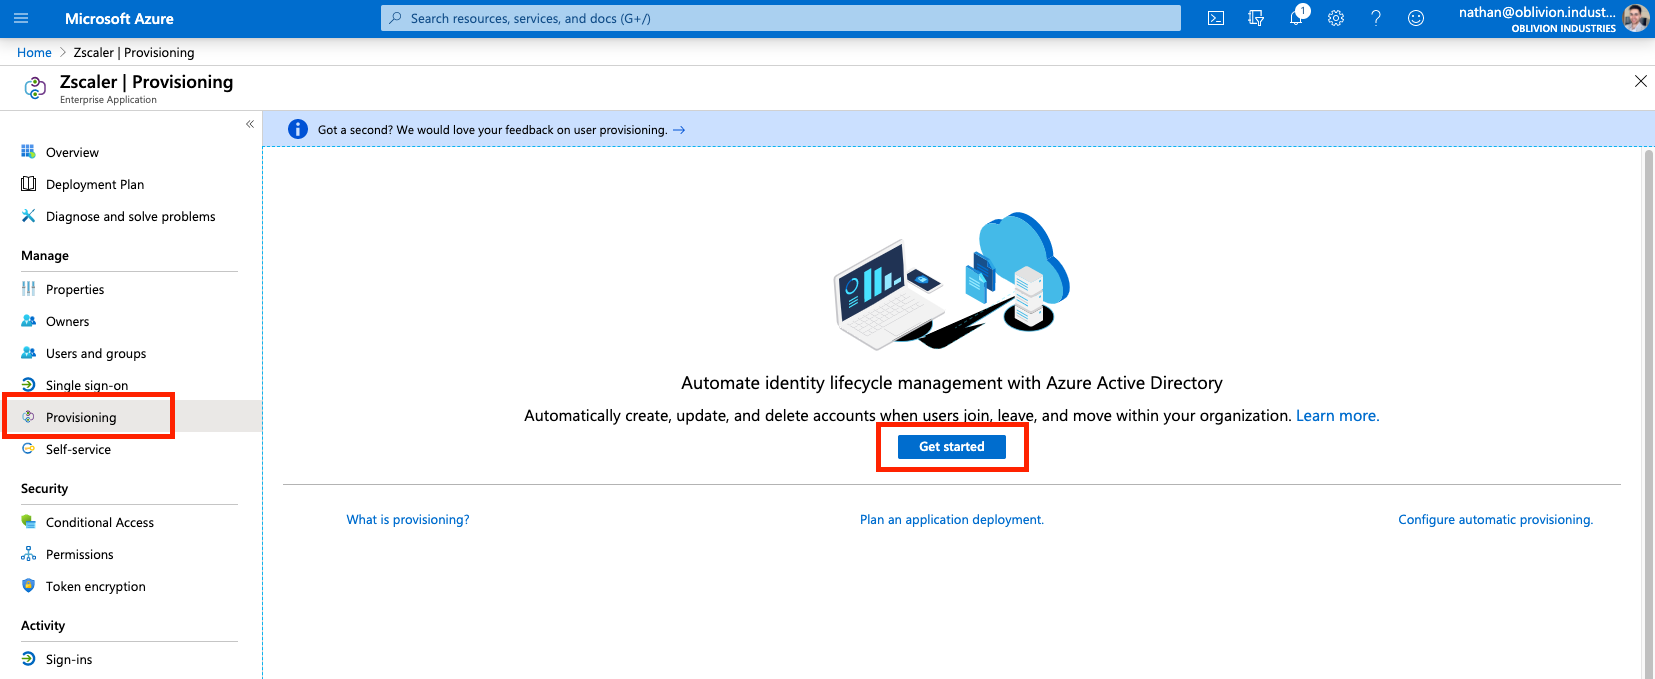 Microsoft Azure
Search resources, services, and docs (G+/)
1
nathan@oblivion.indust...
OBLIVION INDUSTRIES
Home > Zscaler | Provisioning
Zscaler | Provisioning
Enterprise Application
«
Got a second? We would love your feedback on user provisioning. →
Overview
Deployment Plan
Diagnose and solve problems
Manage
Properties
Owners
Users and groups
Single sign-on
Provisioning
Self-service
Security
Conditional Access
Permissions
Token encryption
Activity
Sign-ins
Automate identity lifecycle management with Azure Active Directory
Automatically create, update, and delete accounts when users join, leave, and move within your organization. Learn more.
Get started
What is provisioning?
Plan an application deployment.
Configure automatic provisioning.